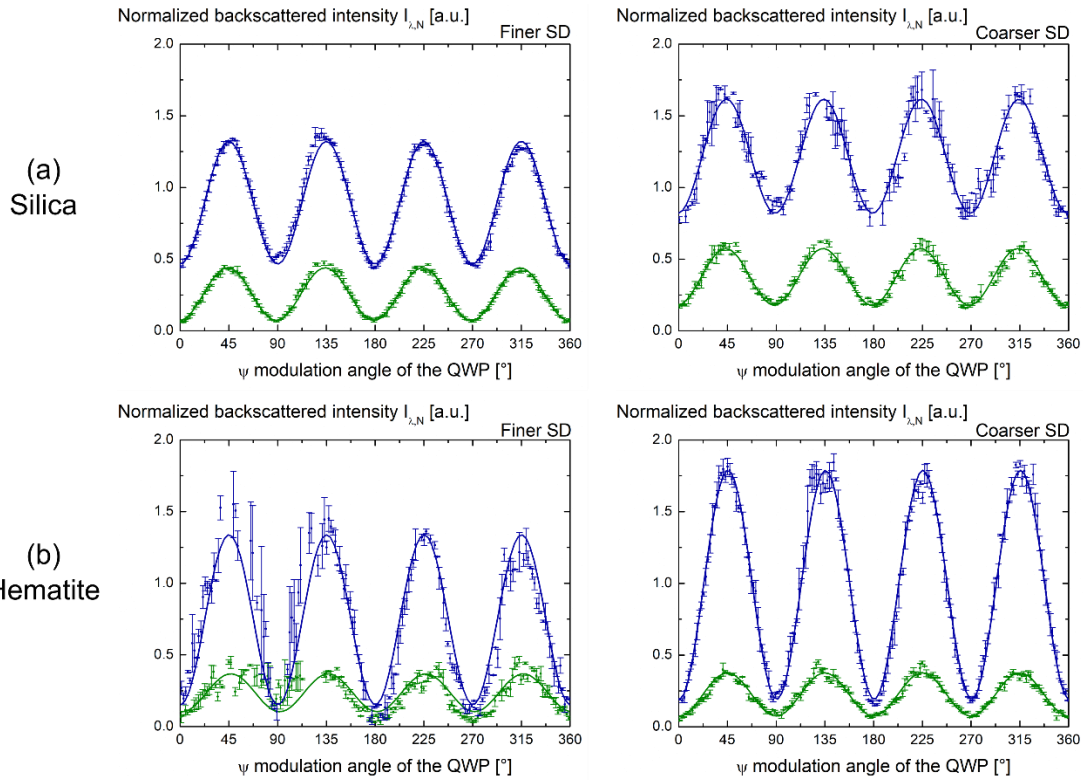 Normalized backscattered intensity I λ,N [a.u.]
Finer SD
2.0
1.5
1.0
0.5
0.0
0 45 90 135 180 225 270 315 360
ψ modulation angle of the QWP [°]
Normalized backscattered intensity I λ,N [a.u.]
Coarser SD
2.0
1.5
1.0
0.5
0.0
0 45 90 135 180 225 270 315 360
ψ modulation angle of the QWP [°]
(a)
Silica
Normalized backscattered intensity I λ,N [a.u.]
Finer SD
2.0
1.5
1.0
0.5
0.0
0 45 90 135 180 225 270 315 360
ψ modulation angle of the QWP [°]
Normalized backscattered intensity I λ,N [a.u.]
Coarser SD
2.0
1.5
1.0
0.5
0.0
0 45 90 135 180 225 270 315 360
ψ modulation angle of the QWP [°]
(b)
Hematite